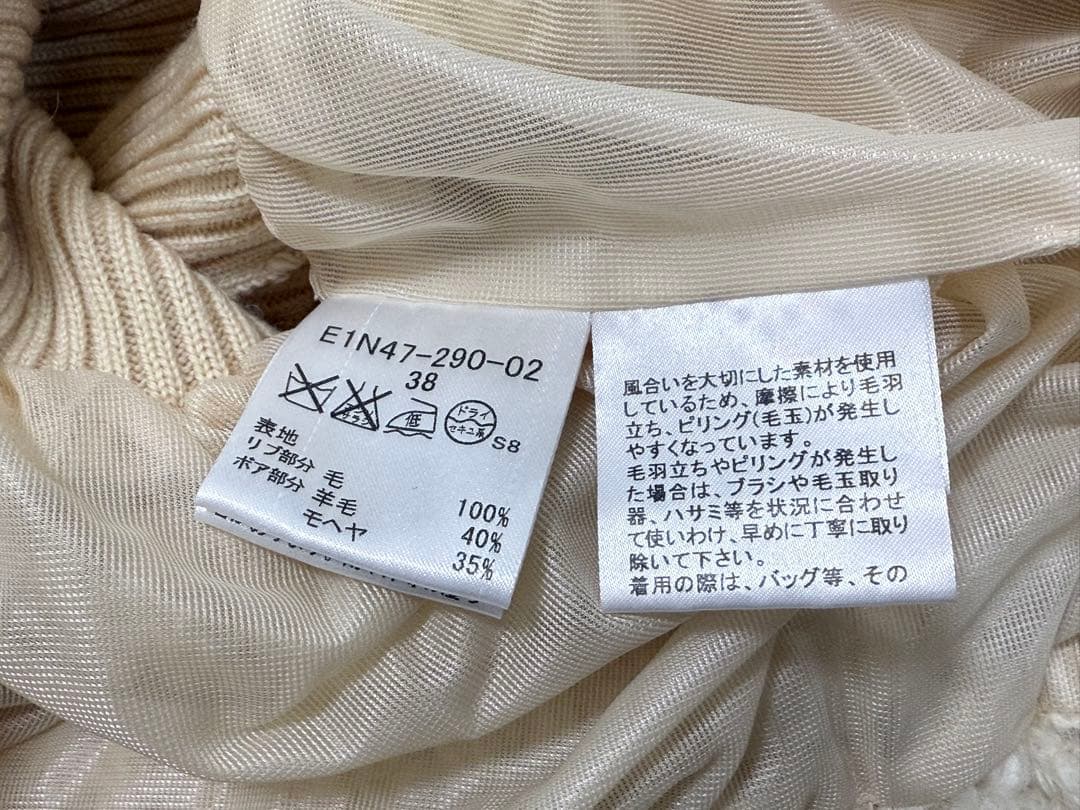 E1N47-290-02
38
サラシ
低
ドライ
セキユ系
S8
表地
リブ部分 毛 100%
ボア部分 羊毛 40%
モヘヤ 35%
風合いを大切にした素材を使用
しているため、摩擦により毛羽
立ち、ピリング(毛玉)が発生し
やすくなっています。
毛羽立ちやピリングが発生し
た場合は、ブラシや毛玉取り
器、ハサミ等を状況に合わせ
て使いわけ、早めに丁寧に取り
除いて下さい。
着用の際は、バッグ等、その